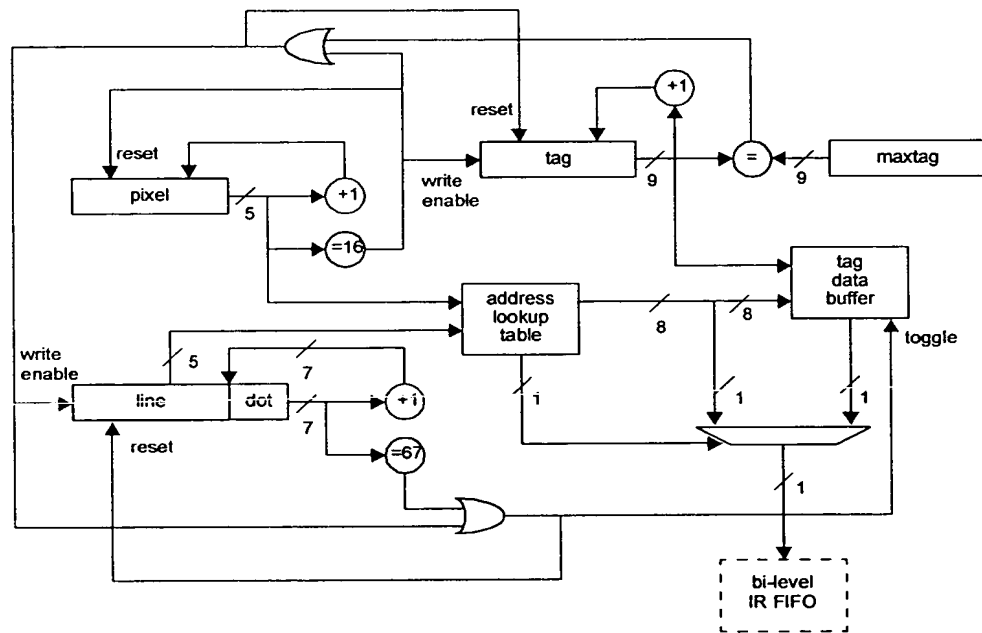 reset
+1
reset
tag
9
=
9
maxtag
write
enable
pixel
5
+1
=16
address
lookup
table
8
8
tag
data
buffer
toggle
write
enable
5
7
line
dot
7
+1
1
1
1
reset
=67
1
bi-level
IR FIFO